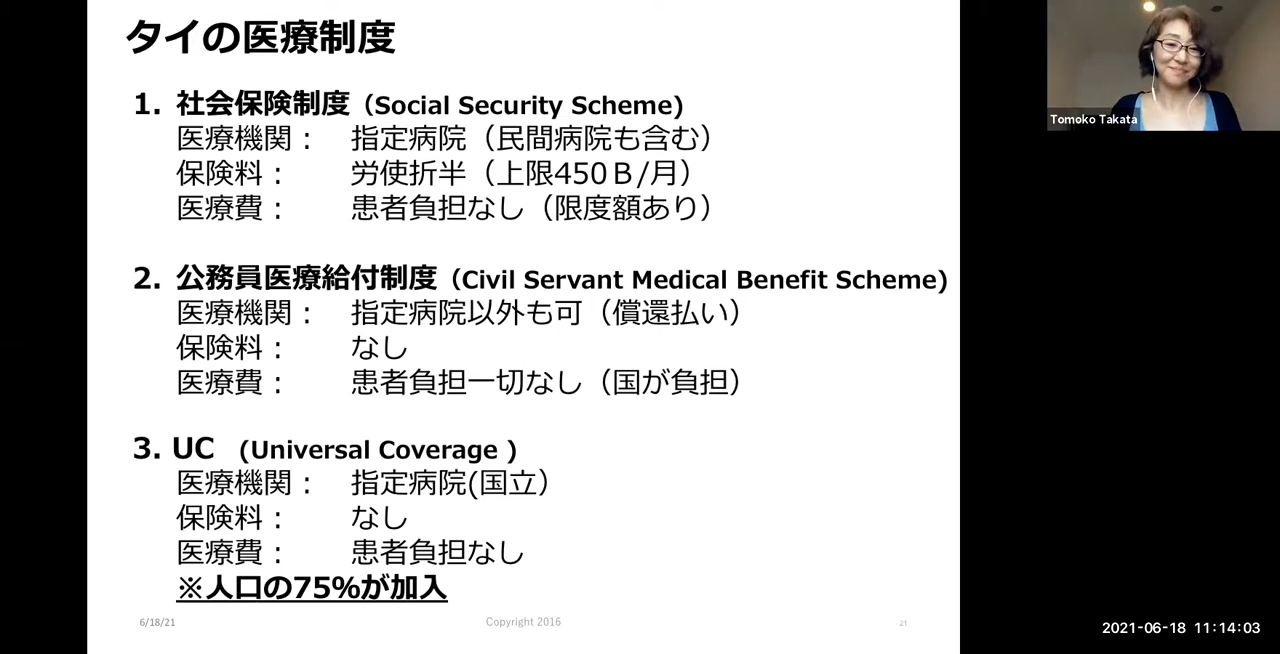 タイの医療制度
1. 社会保険制度（Social Security Scheme)
医療機関： 指定病院（民間病院も含む）
保険料： 労使折半（上限450Ｂ/月）
医療費： 患者負担なし（限度額あり）
2. 公務員医療給付制度（Civil Servant Medical Benefit Scheme)
医療機関： 指定病院以外も可（償還払い）
保険料： なし
医療費： 患者負担一切なし（国が負担）
3. UC (Universal Coverage )
医療機関： 指定病院(国立）
保険料： なし
医療費： 患者負担なし
※人口の75%が加入
6/18/21 Copyright 2016 21
Tomoko Takata
2021-06-18 11:14:03